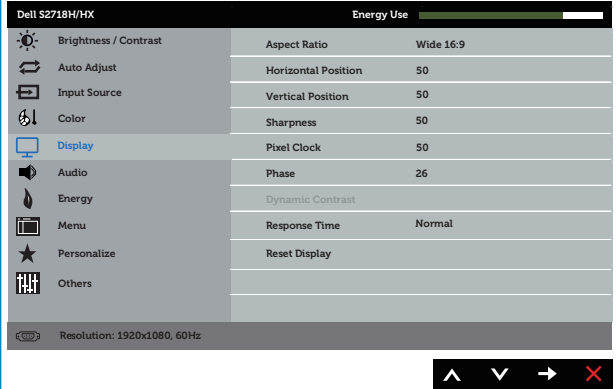 Dell S2718H/HX Energy Use
Brightness / Contrast
Auto Adjust
Input Source
Color
Display
Audio
Energy
Menu
Personalize
Others
Aspect Ratio Wide 16:9
Horizontal Position 50
Vertical Position 50
Sharpness 50
Pixel Clock 50
Phase 26
Dynamic Contrast
Response Time Normal
Reset Display
Resolution: 1920x1080, 60Hz